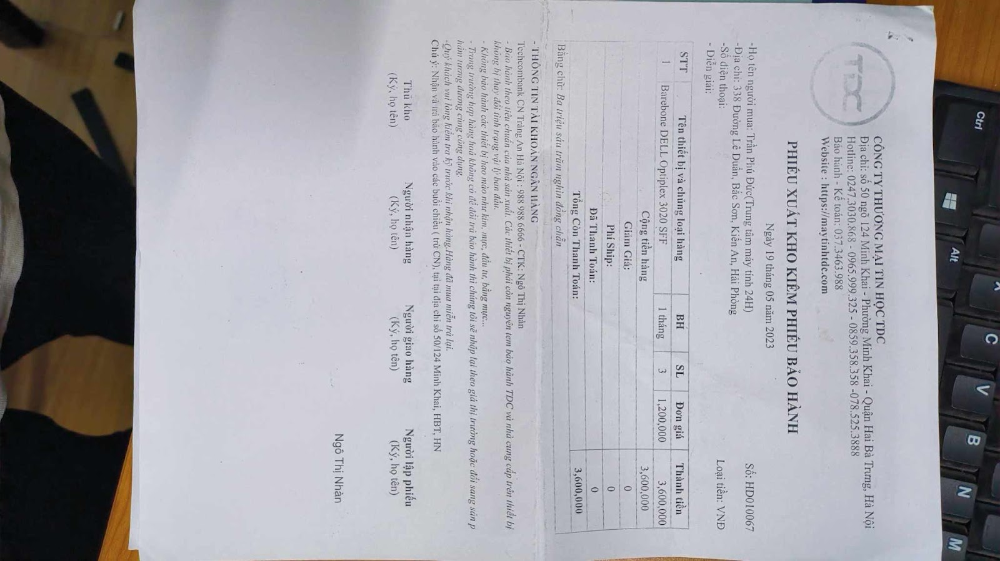 TDC
CÔNG TY THƯƠNG MẠI TIN HỌC TDC
Địa chỉ: số 50 ngõ 124 Minh Khai - Phường Minh Khai - Quận Hai Bà Trưng, Hà Nội
Hotline: 0247.3030.868 - 0965.999.325 - 0859.358.358 -078.525.3888
Bảo hành - Kế toán: 037.3463.988
Website : https://maytinhtdc.com
PHIẾU XUẤT KHO KIÊM PHIẾU BẢO HÀNH
Ngày 19 tháng 05 năm 2023
Số: HD010067
-Họ tên người mua: Trần Phú Đức(Trung tâm máy tính 24H)
-Địa chỉ: 338 Đường Lê Duẩn, Bắc Sơn, Kiến An, Hải Phòng
-Số điện thoại:
Loại tiền: VNĐ
- Diễn giải:
STT Tên thiết bị và chủng loại hàng BH SL Đơn giá Thành tiền
1 Barebone DELL Optiplex 3020 SFF 1 tháng 3 1,200,000 3,600,000
Cộng tiền hàng 3,600,000
Giảm Giá: 0
Phí Ship: 0
Đã Thanh Toán: 0
Tổng Còn Thanh Toán: 3,600,000
Bằng chữ: Ba triệu sáu trăm nghìn đồng chẵn
- THÔNG TIN TÀI KHOẢN NGÂN HÀNG
Techcombank CN Tràng An Hà Nội : 988 988 6666 - CTK: Ngô Thị Nhàn
- Bảo hành theo tiêu chuẩn của nhà sản xuất. Các thiết bị phải còn nguyên tem bảo hành TDC và nhà cung cấp trên thiết bị
không bị thay đổi tình trạng vật lý ban đầu.
- Không bảo hành các thiết bị hao mào như kim, mực, đầu tư, băng mực...
- Trong trường hợp hàng hoá không có để đổi trả bảo hành thì chúng tôi sẽ nhập lại theo giá thị trường hoặc đổi sang sản p
hẩm tương đương cùng công dụng.
-Quý khách vui lòng kiểm tra kỹ trước khi nhận hàng.Hàng đã mua miễn trả lại.
Chú ý: Nhận và trả bảo hành vào các buổi chiều ( trừ CN), tại tại địa chỉ số 50/124 Minh Khai, HBT, HN
Thủ kho Người nhận hàng Người giao hàng Người lập phiếu
(Ký, họ tên) (Ký, họ tên) (Ký, họ tên) (Ký, họ tên)
Ngô Thị Nhàn
Ctrl
Alt
X
C
V
B
N
M